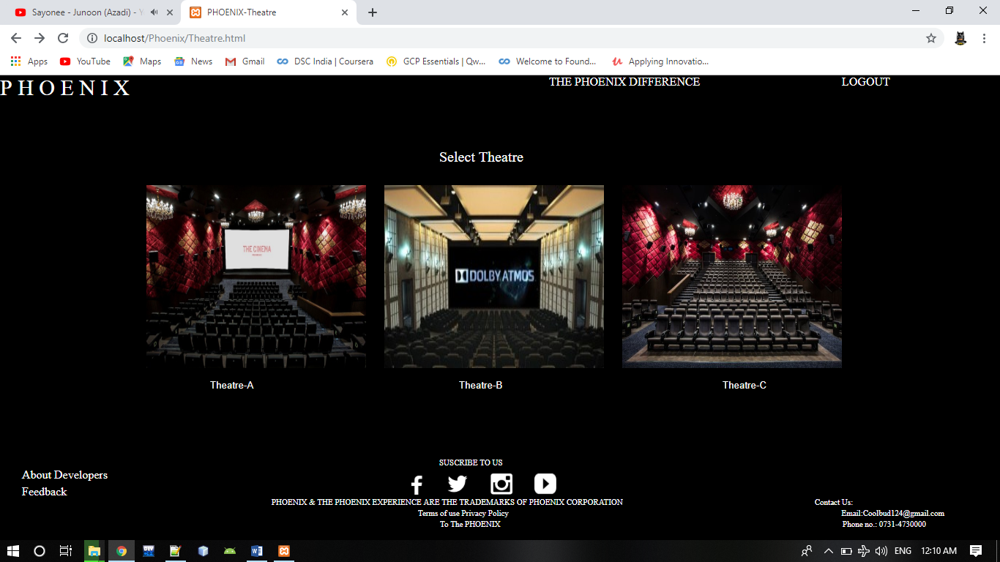 Sayonee - Junoon (Azadi) - Y
PHOENIX-Theatre
localhost/Phoenix/Theatre.html
Apps
YouTube
Maps
News
Gmail
DSC India | Coursera
GCP Essentials | Qw...
Welcome to Found...
Applying Innovatio...
PHOENIX
THE PHOENIX DIFFERENCE
LOGOUT
Select Theatre
THE CINEMA
DOLBY ATMOS
Theatre-A
Theatre-B
Theatre-C
SUSCRIBE TO US
About Developers
Feedback
PHOENIX & THE PHOENIX EXPERIENCE ARE THE TRADEMARKS OF PHOENIX CORPORATION
Terms of use Privacy Policy
To The PHOENIX
Contact Us:
Email:Coolbud124@gmail.com
Phone no.: 0731-4730000
ENG
12:10 AM